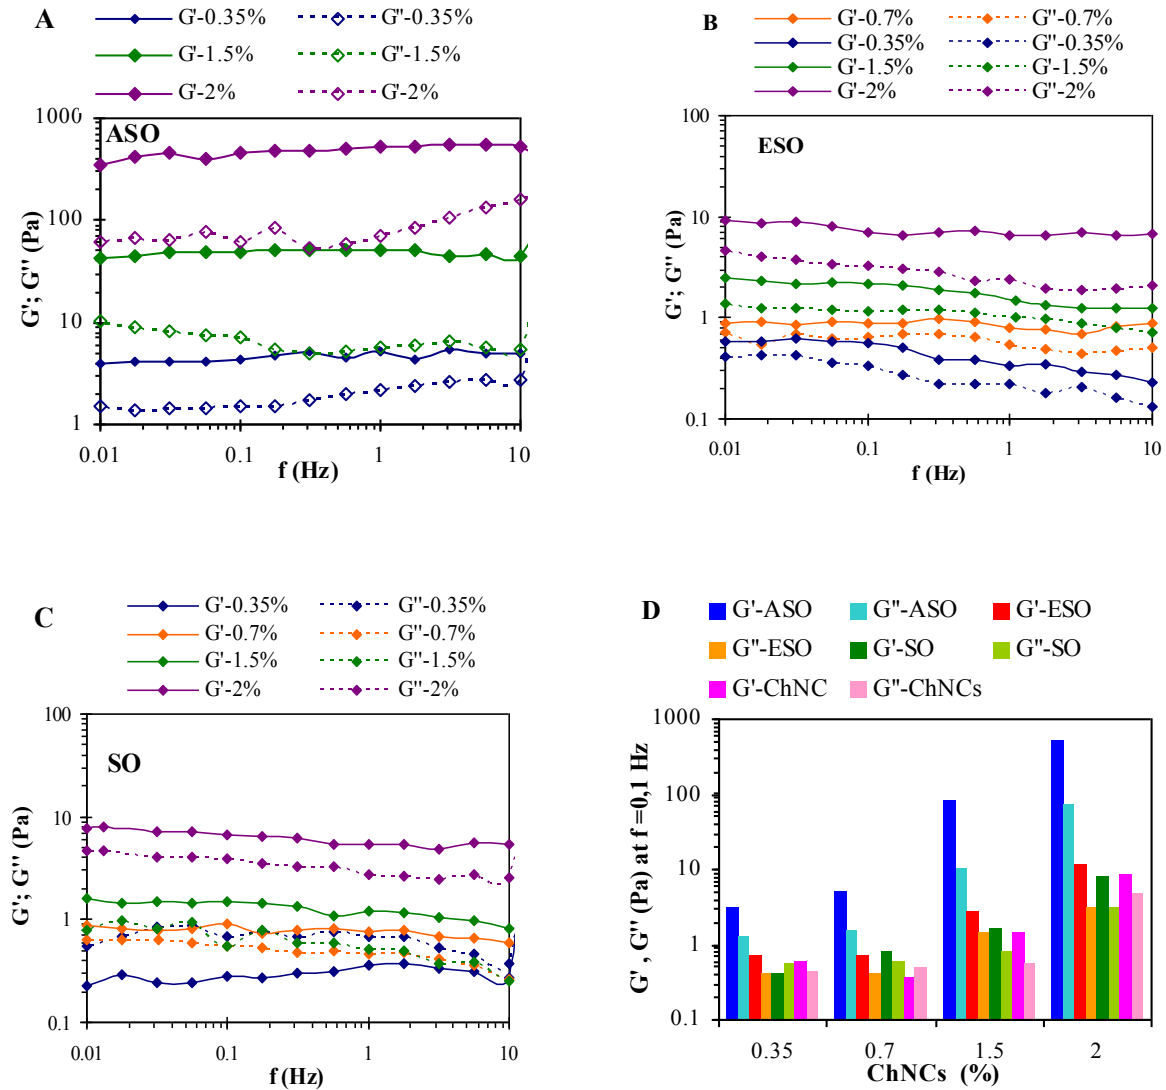 A
G'-0.35% G''-0.35%
G'-1.5% G''-1.5%
G'-2% G'-2%
ASO
1000
100
10
1
G'; G'' (Pa)
0.01 0.1 1 10
f (Hz)
B
G'-0.7% G''-0.7%
G'-0.35% G''-0.35%
G'-1.5% G'-1.5%
G'-2% G''-2%
ESO
100
10
1
0.1
G'; G'' (Pa)
0.01 0.1 1 10
f (Hz)
C
G'-0.35% G''-0.35%
G'-0.7% G''-0.7%
G'-1.5% G''-1.5%
G'-2% G''-2%
SO
100
10
1
0.1
G'; G'' (Pa)
0.01 0.1 1 10
f (Hz)
D
G'-ASO G''-ASO G'-ESO
G''-ESO G'-SO G''-SO
G'-ChNC G''-ChNCs
1000
100
10
1
0.1
G' , G'' (Pa) at f =0,1 Hz
0.35 0.7 1.5 2
ChNCs (%)